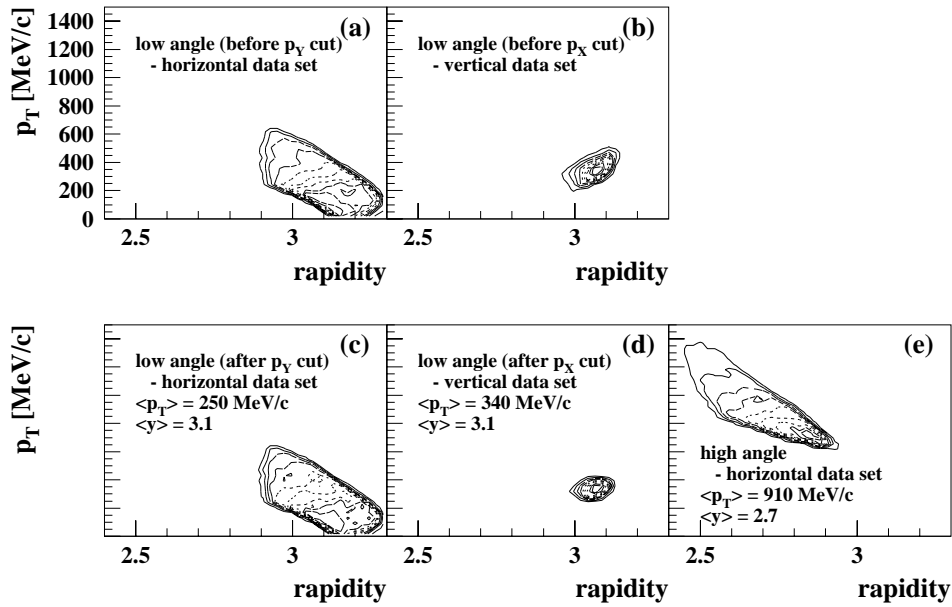 p_T [MeV/c]
1400
1200
1000
800
600
400
200
0
(a)
low angle (before p_Y cut)
- horizontal data set
2.5
3
rapidity
(b)
low angle (before p_X cut)
- vertical data set
2.5
3
rapidity
p_T [MeV/c]
(c)
low angle (after p_Y cut)
- horizontal data set
<p_T> = 250 MeV/c
<y> = 3.1
2.5
3
rapidity
(d)
low angle (after p_X cut)
- vertical data set
<p_T> = 340 MeV/c
<y> = 3.1
2.5
3
rapidity
(e)
high angle
- horizontal data set
<p_T> = 910 MeV/c
<y> = 2.7
2.5
3
rapidity